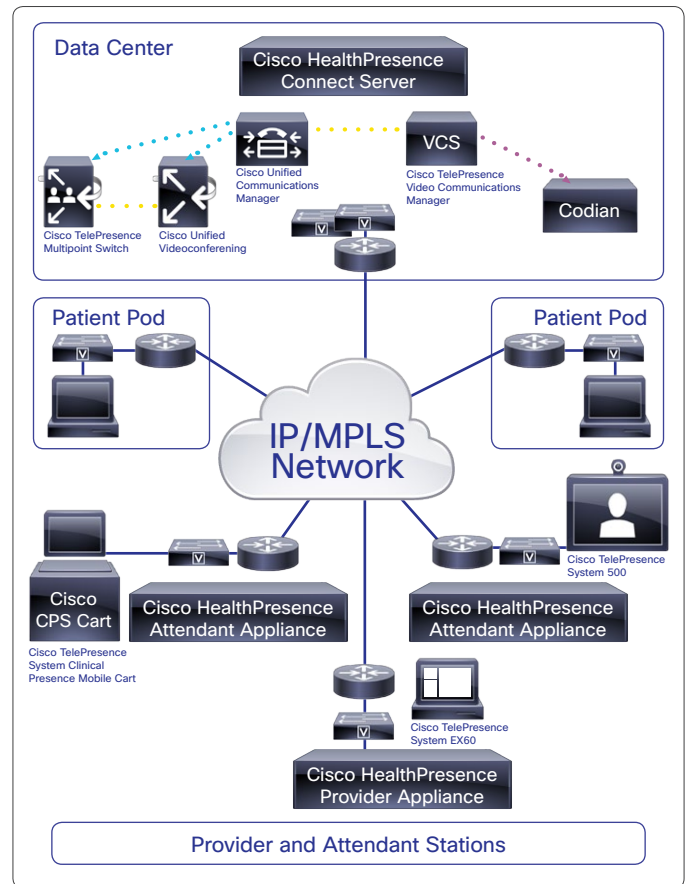 Data Center
Cisco HealthPresence
Connect Server
VCS
Codian
Cisco TelePresence
Multipoint Switch
Cisco Unified
Videoconferening
Cisco Unified
Communications
Manager
Cisco TelePresence
Video Communications
Manager
V
V
Patient Pod
V
Patient Pod
V
IP/MPLS
Network
V
V
Cisco TelePresence
System 500
Cisco
CPS Cart
Cisco TelePresence
System Clinical
Presence Mobile Cart
Cisco HealthPresence
Attendant Appliance
Cisco HealthPresence
Attendant Appliance
V
Cisco TelePresence
System EX60
Cisco HealthPresence
Provider Appliance
Provider and Attendant Stations